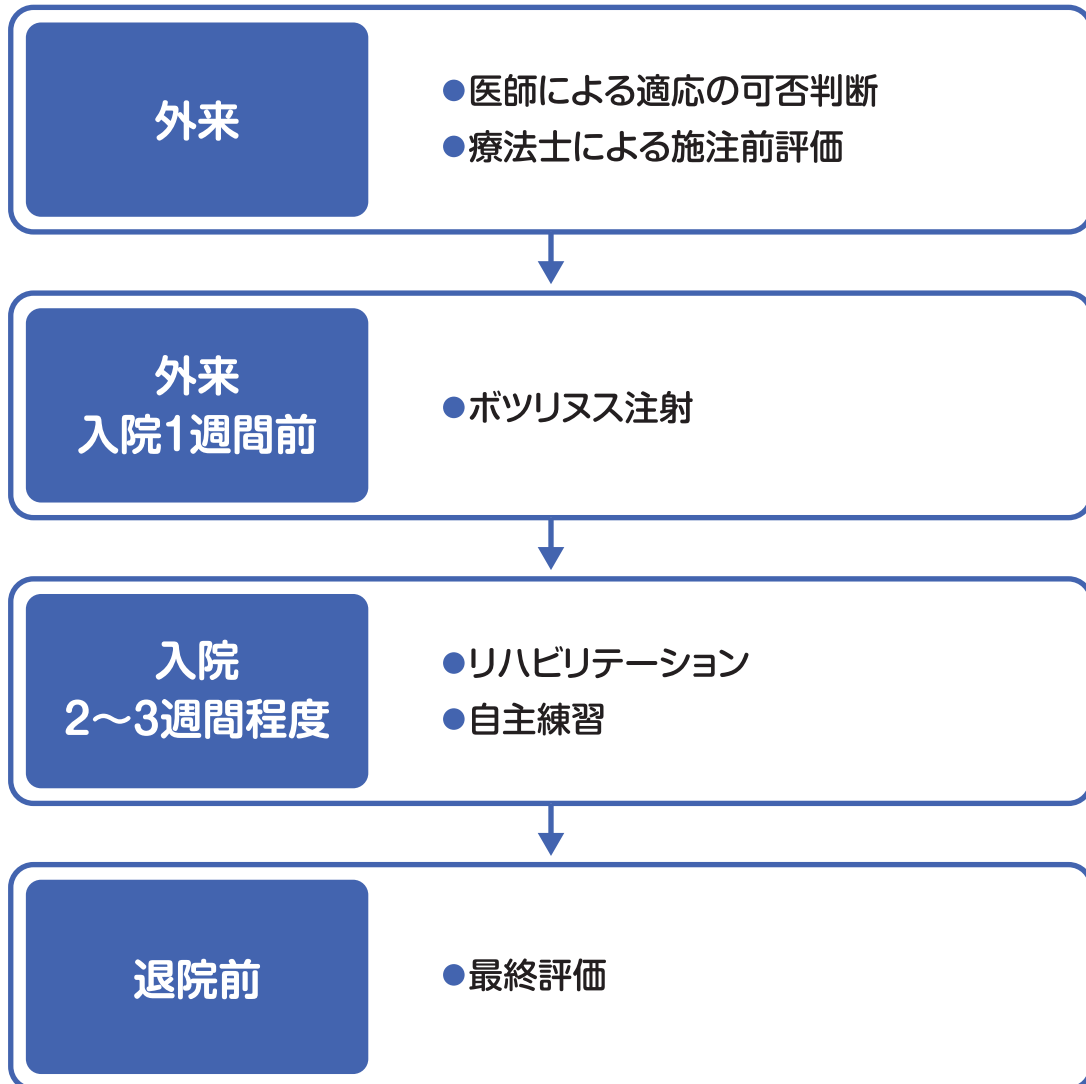 外来
●医師による適応の可否判断
●療法士による施注前評価
外来
入院1週間前
●ボツリヌス注射
入院
2〜3週間程度
●リハビリテーション
●自主練習
退院前
●最終評価